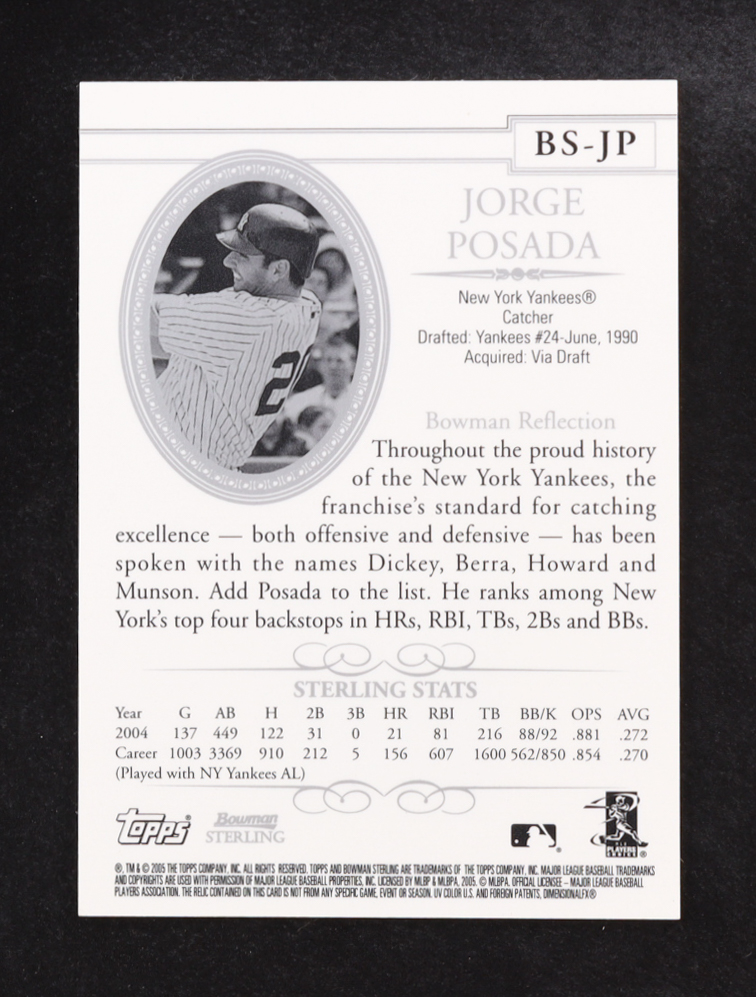 BS-JP
JORGE
POSADA
New York Yankees®
Catcher
Drafted: Yankees #24-June, 1990
Acquired: Via Draft
Bowman Reflection
Throughout the proud history
of the New York Yankees, the
franchise's standard for catching
excellence — both offensive and defensive — has been
spoken with the names Dickey, Berra, Howard and
Munson. Add Posada to the list. He ranks among New
York's top four backstops in HRs, RBI, TBs, 2Bs and BBs.
STERLING STATS
Year G AB H 2B 3B HR RBI TB BB/K OPS AVG
2004 137 449 122 31 0 21 81 216 88/92 .881 .272
Career 1003 3369 910 212 5 156 607 1600 562/850 .854 .270
(Played with NY Yankees AL)
Topps® Bowman
STERLING
PLAYERS
CHOICE®
®, TM & © 2005 THE TOPPS COMPANY, INC. ALL RIGHTS RESERVED. TOPPS AND BOWMAN STERLING ARE TRADEMARKS OF THE TOPPS COMPANY, INC. MAJOR LEAGUE BASEBALL TRADEMARKS
AND COPYRIGHTS ARE USED WITH PERMISSION OF MAJOR LEAGUE BASEBALL PROPERTIES, INC. LICENSED BY MLBP & MLBPA, 2005. © MLBPA. OFFICIAL LICENSEE – MAJOR LEAGUE BASEBALL
PLAYERS ASSOCIATION. THE RELIC CONTAINED ON THIS CARD IS NOT FROM ANY SPECIFIC GAME, EVENT OR SEASON. UV COLOR U.S. AND FOREIGN PATENTS, DIMENSIONALFX®